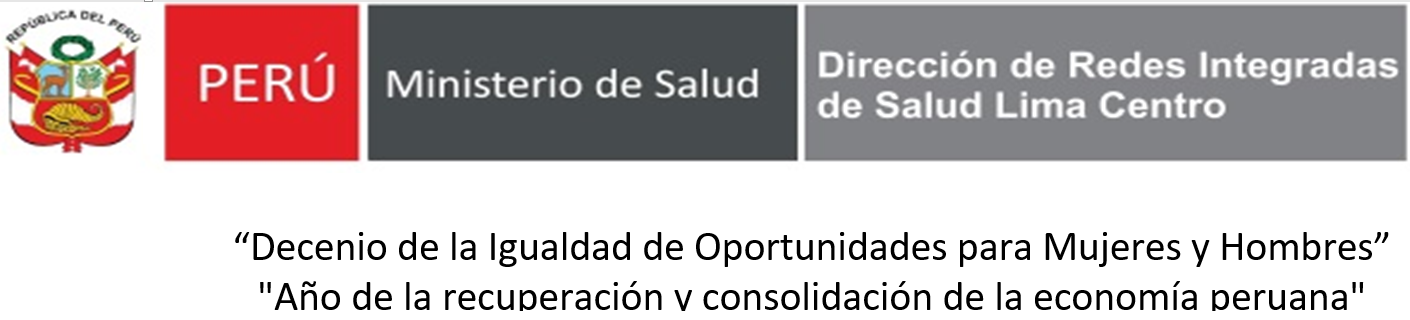 REPÚBLICA DEL PERÚ
PERÚ
Ministerio de Salud
Dirección de Redes Integradas
de Salud Lima Centro
“Decenio de la Igualdad de Oportunidades para Mujeres y Hombres”
"Año de la recuperación y consolidación de la economía peruana"